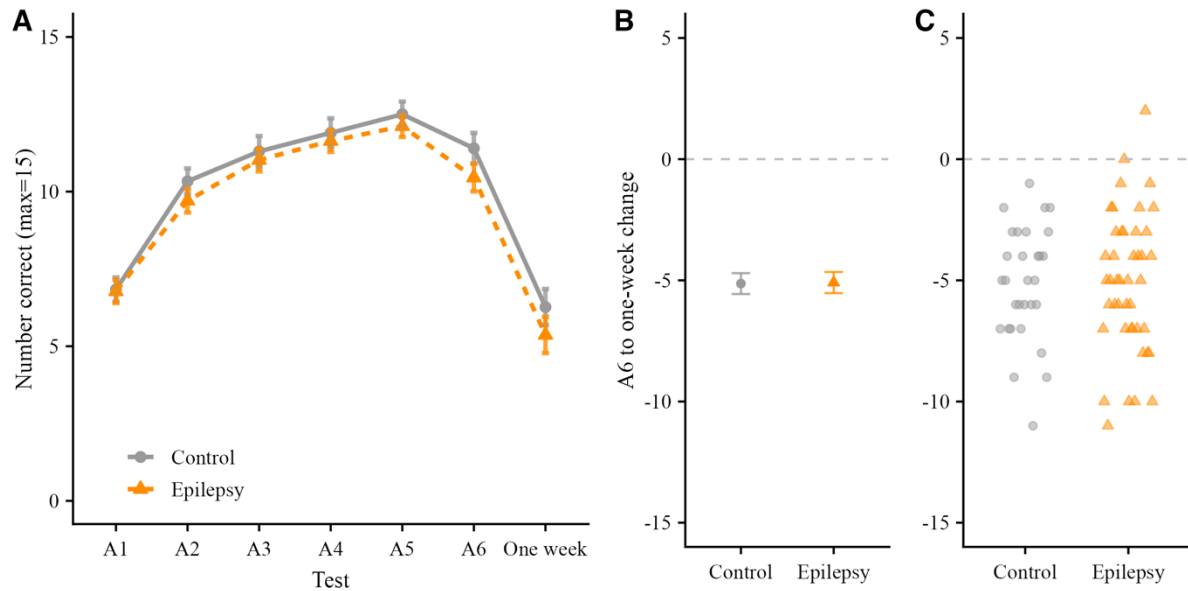 A
Number correct (max=15)
15
10
5
0
Control
Epilepsy
A1 A2 A3 A4 A5 A6 One week
Test
B
A6 to one-week change
5
0
-5
-10
-15
Control Epilepsy
C
5
0
-5
-10
-15
Control Epilepsy